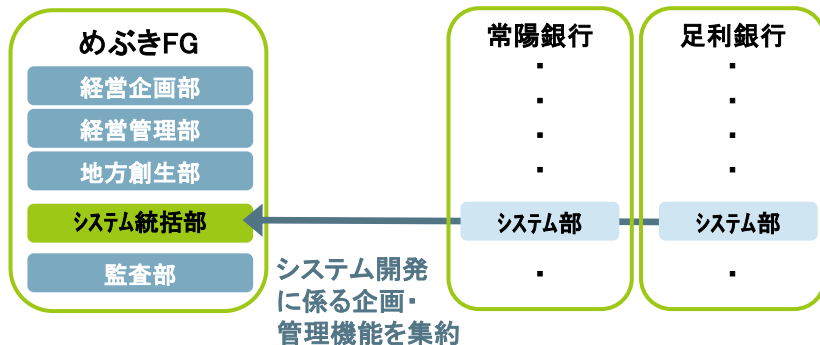 めぶきFG
経営企画部
経営管理部
地方創生部
システム統括部
監査部
システム開発
に係る企画・
管理機能を集約
常陽銀行
・
・
・
・
システム部
・
足利銀行
・
・
・
・
システム部
・